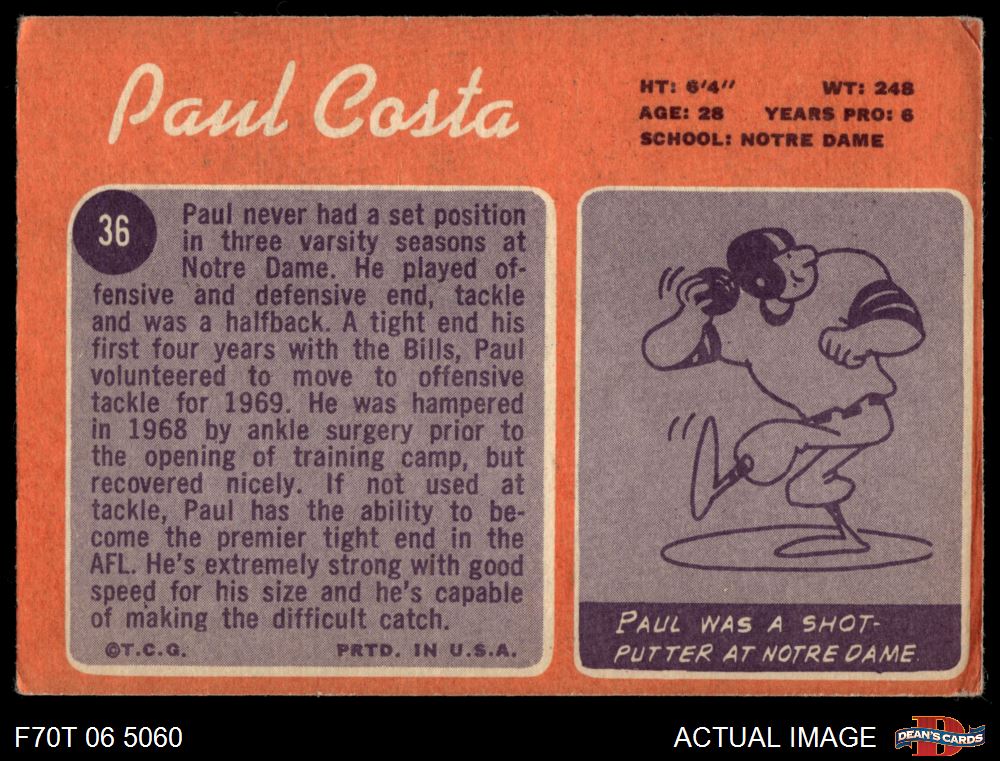 Paul Costa
HT: 6'4"  WT: 248
AGE: 28  YEARS PRO: 6
SCHOOL: NOTRE DAME
36
Paul never had a set position
in three varsity seasons at
Notre Dame. He played of-
fensive and defensive end, tackle
and was a halfback. A tight end his
first four years with the Bills, Paul
volunteered to move to offensive
tackle for 1969. He was hampered
in 1968 by ankle surgery prior to
the opening of training camp, but
recovered nicely. If not used at
tackle, Paul has the ability to be-
come the premier tight end in the
AFL. He's extremely strong with good
speed for his size and he's capable
of making the difficult catch.
©T.C.G.  PRTD. IN U.S.A.
PAUL WAS A SHOT-
PUTTER AT NOTRE DAME
F70T 06 5060
ACTUAL IMAGE
D
DEAN'S CARDS